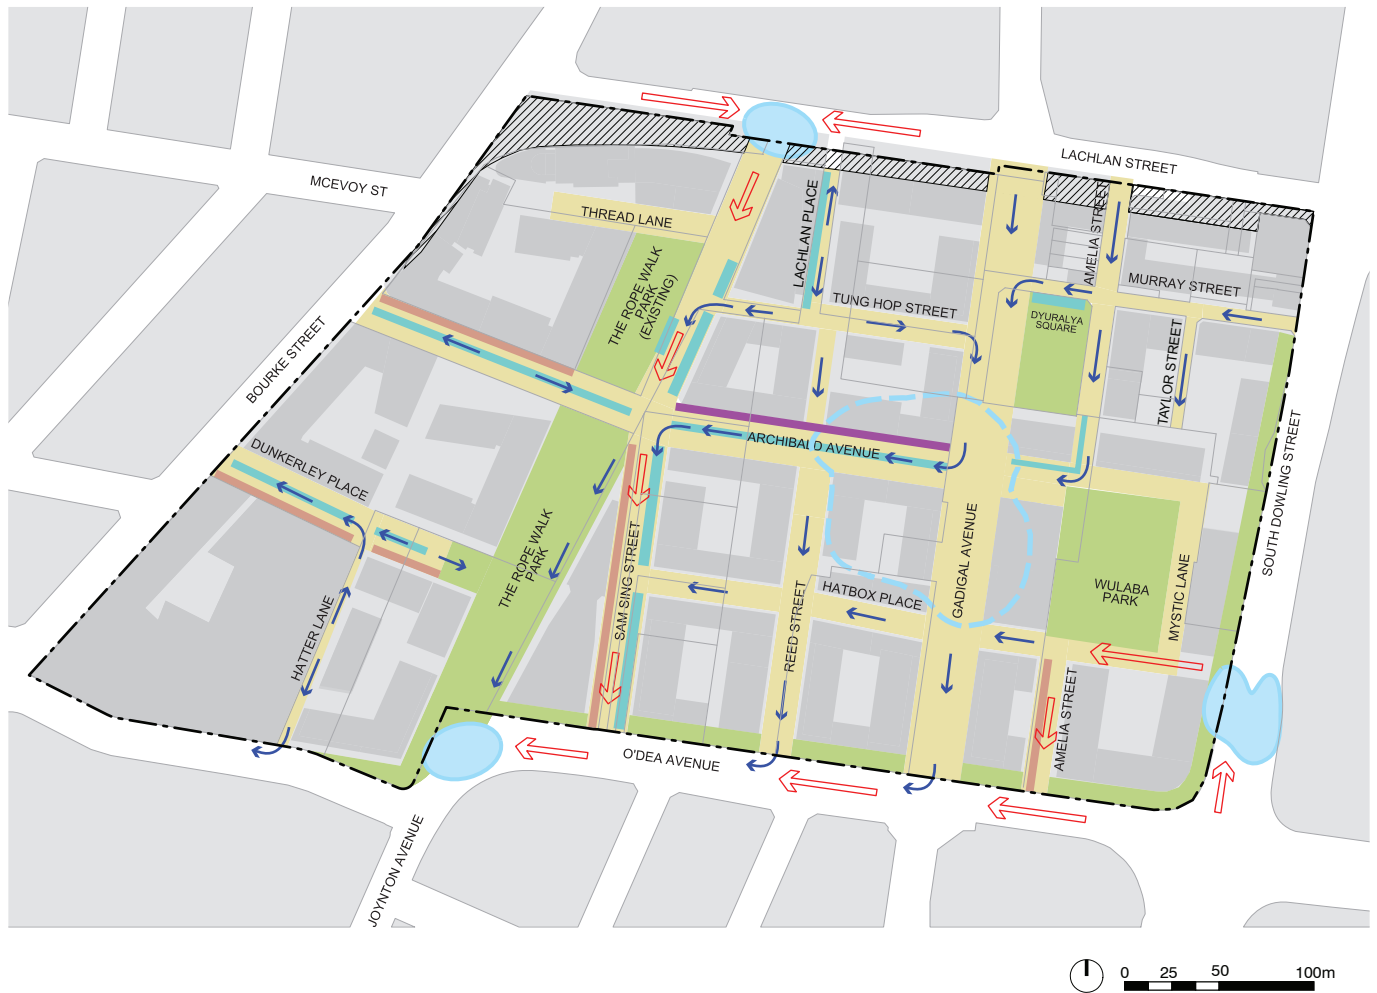 LACHLAN STREET
MCEVOY ST
THREAD LANE
LACHLAN PLACE
AMELIA STREET
MURRAY STREET
THE ROPE WALK
PARK
(EXISTING)
TUNG HOP STREET
DYURALYA
SQUARE
TAYLOR STREET
BOURKE STREET
ARCHIBALD AVENUE
SOUTH DOWLING STREET
DUNKERLEY PLACE
THE ROPE WALK
PARK
SAM SING STREET
GADIGAL AVENUE
HATBOX PLACE
REED STREET
WULABA
PARK
MYSTIC LANE
HATTER LANE
AMELIA STREET
O'DEA AVENUE
JOYNTON AVENUE
0 25 50 100m